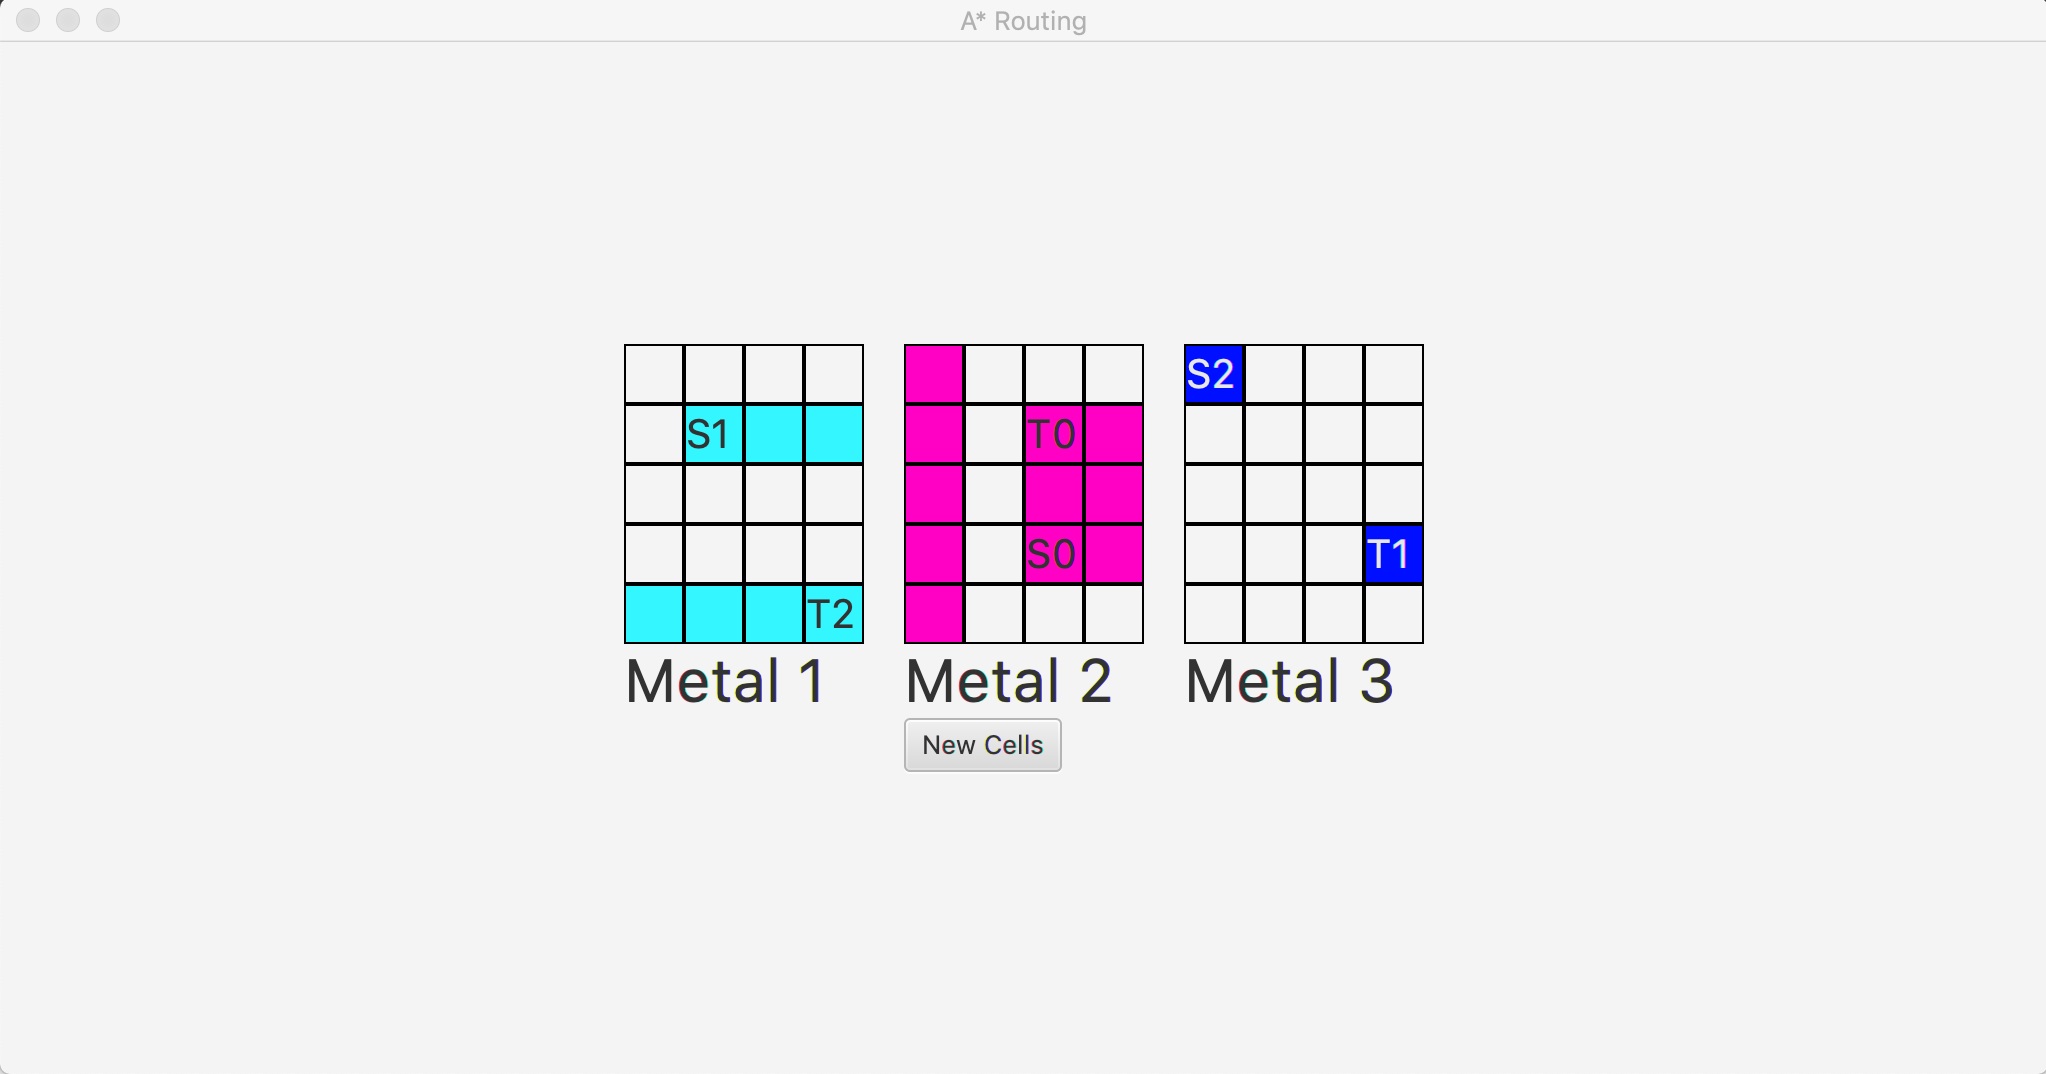 A* Routing
S2
S1
T0
S0
T1
T2
Metal 1
Metal 2
Metal 3
New Cells